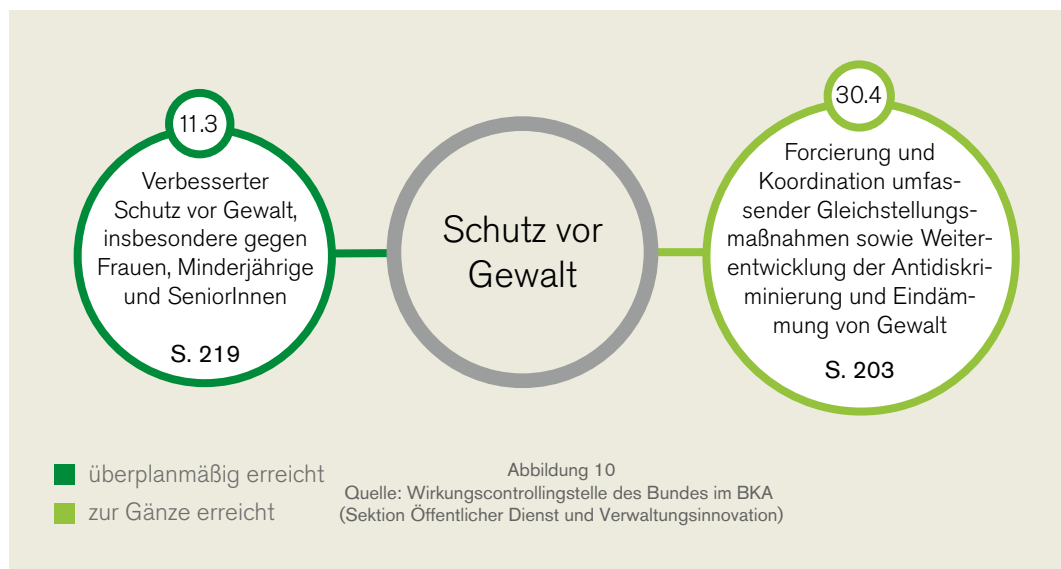 11.3
Verbesserter
Schutz vor Gewalt,
insbesondere gegen
Frauen, Minderjährige
und SeniorInnen
S. 219
Schutz vor
Gewalt
30.4
Forcierung und
Koordination umfas-
sender Gleichstellungs-
maßnahmen sowie Weiter-
entwicklung der Antidiskri-
minierung und Eindäm-
mung von Gewalt
S. 203
überplanmäßig erreicht
zur Gänze erreicht
Abbildung 10
Quelle: Wirkungscontrollingstelle des Bundes im BKA
(Sektion Öffentlicher Dienst und Verwaltungsinnovation)